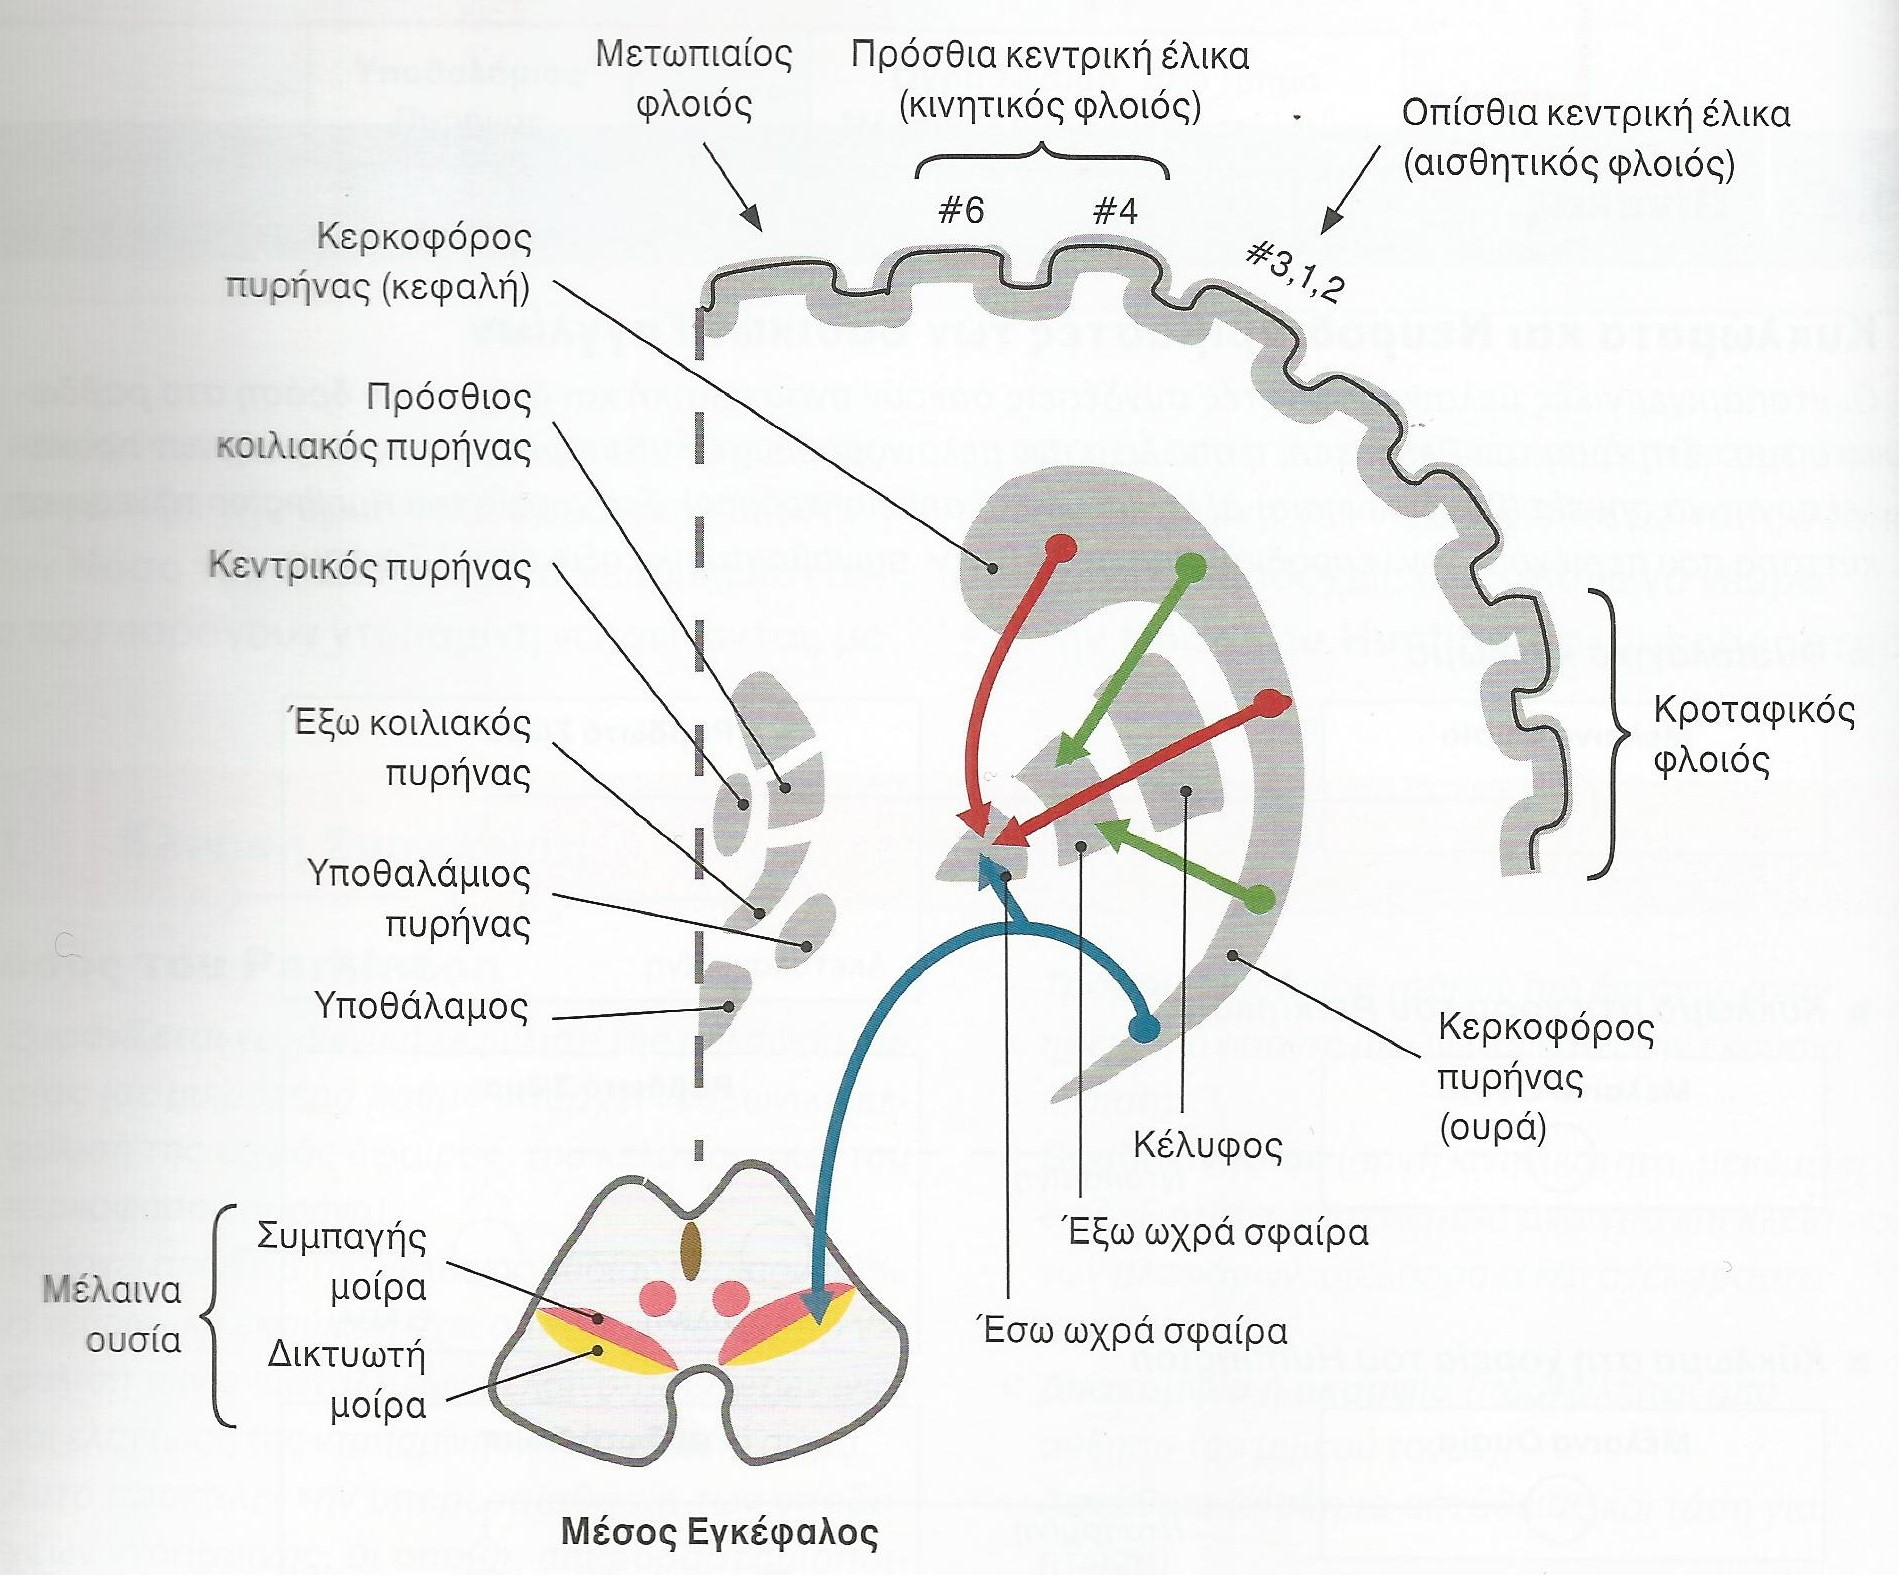 Μετωπιαίος
φλοιός
Πρόσθια κεντρική έλικα
(κινητικός φλοιός)
Οπίσθια κεντρική έλικα
(αισθητικός φλοιός)
#6
#4
#3,1,2
Κερκοφόρος
πυρήνας (κεφαλή)
Πρόσθιος
κοιλιακός πυρήνας
Κεντρικός πυρήνας
Έξω κοιλιακός
πυρήνας
Υποθαλάμιος
πυρήνας
Υποθάλαμος
Κροταφικός
φλοιός
Κερκοφόρος
πυρήνας
(ουρά)
Κέλυφος
Έξω ωχρά σφαίρα
Έσω ωχρά σφαίρα
Μέλαινα
ουσία
Συμπαγής
μοίρα
Δικτυωτή
μοίρα
Μέσος Εγκέφαλος